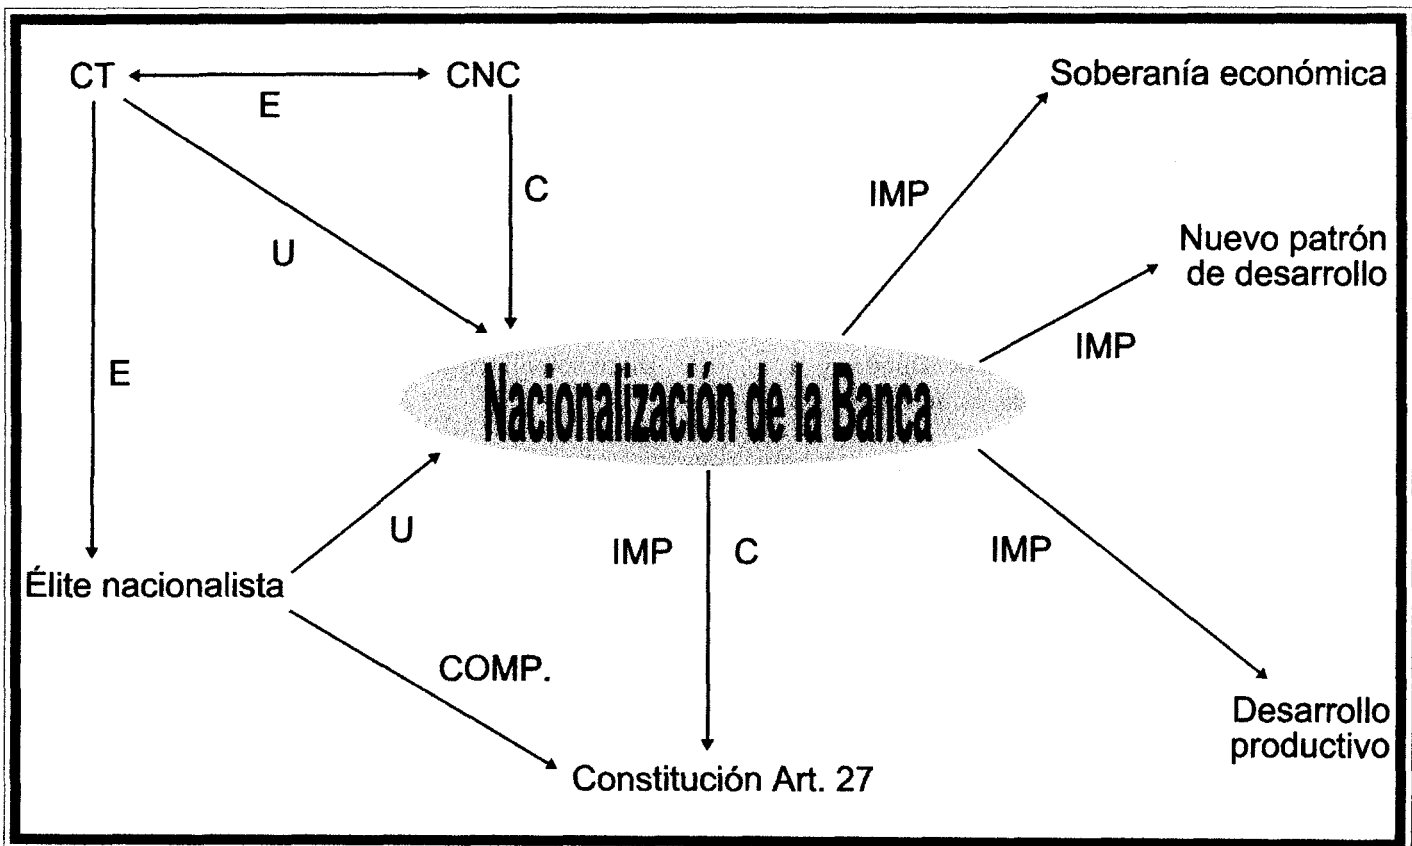 CT
CNC
Soberanía económica
E
C
IMP
U
Nuevo patrón
de desarrollo
IMP
E
Nacionalización de la Banca
U
IMP
C
IMP
Élite nacionalista
COMP.
Desarrollo
productivo
Constitución Art. 27